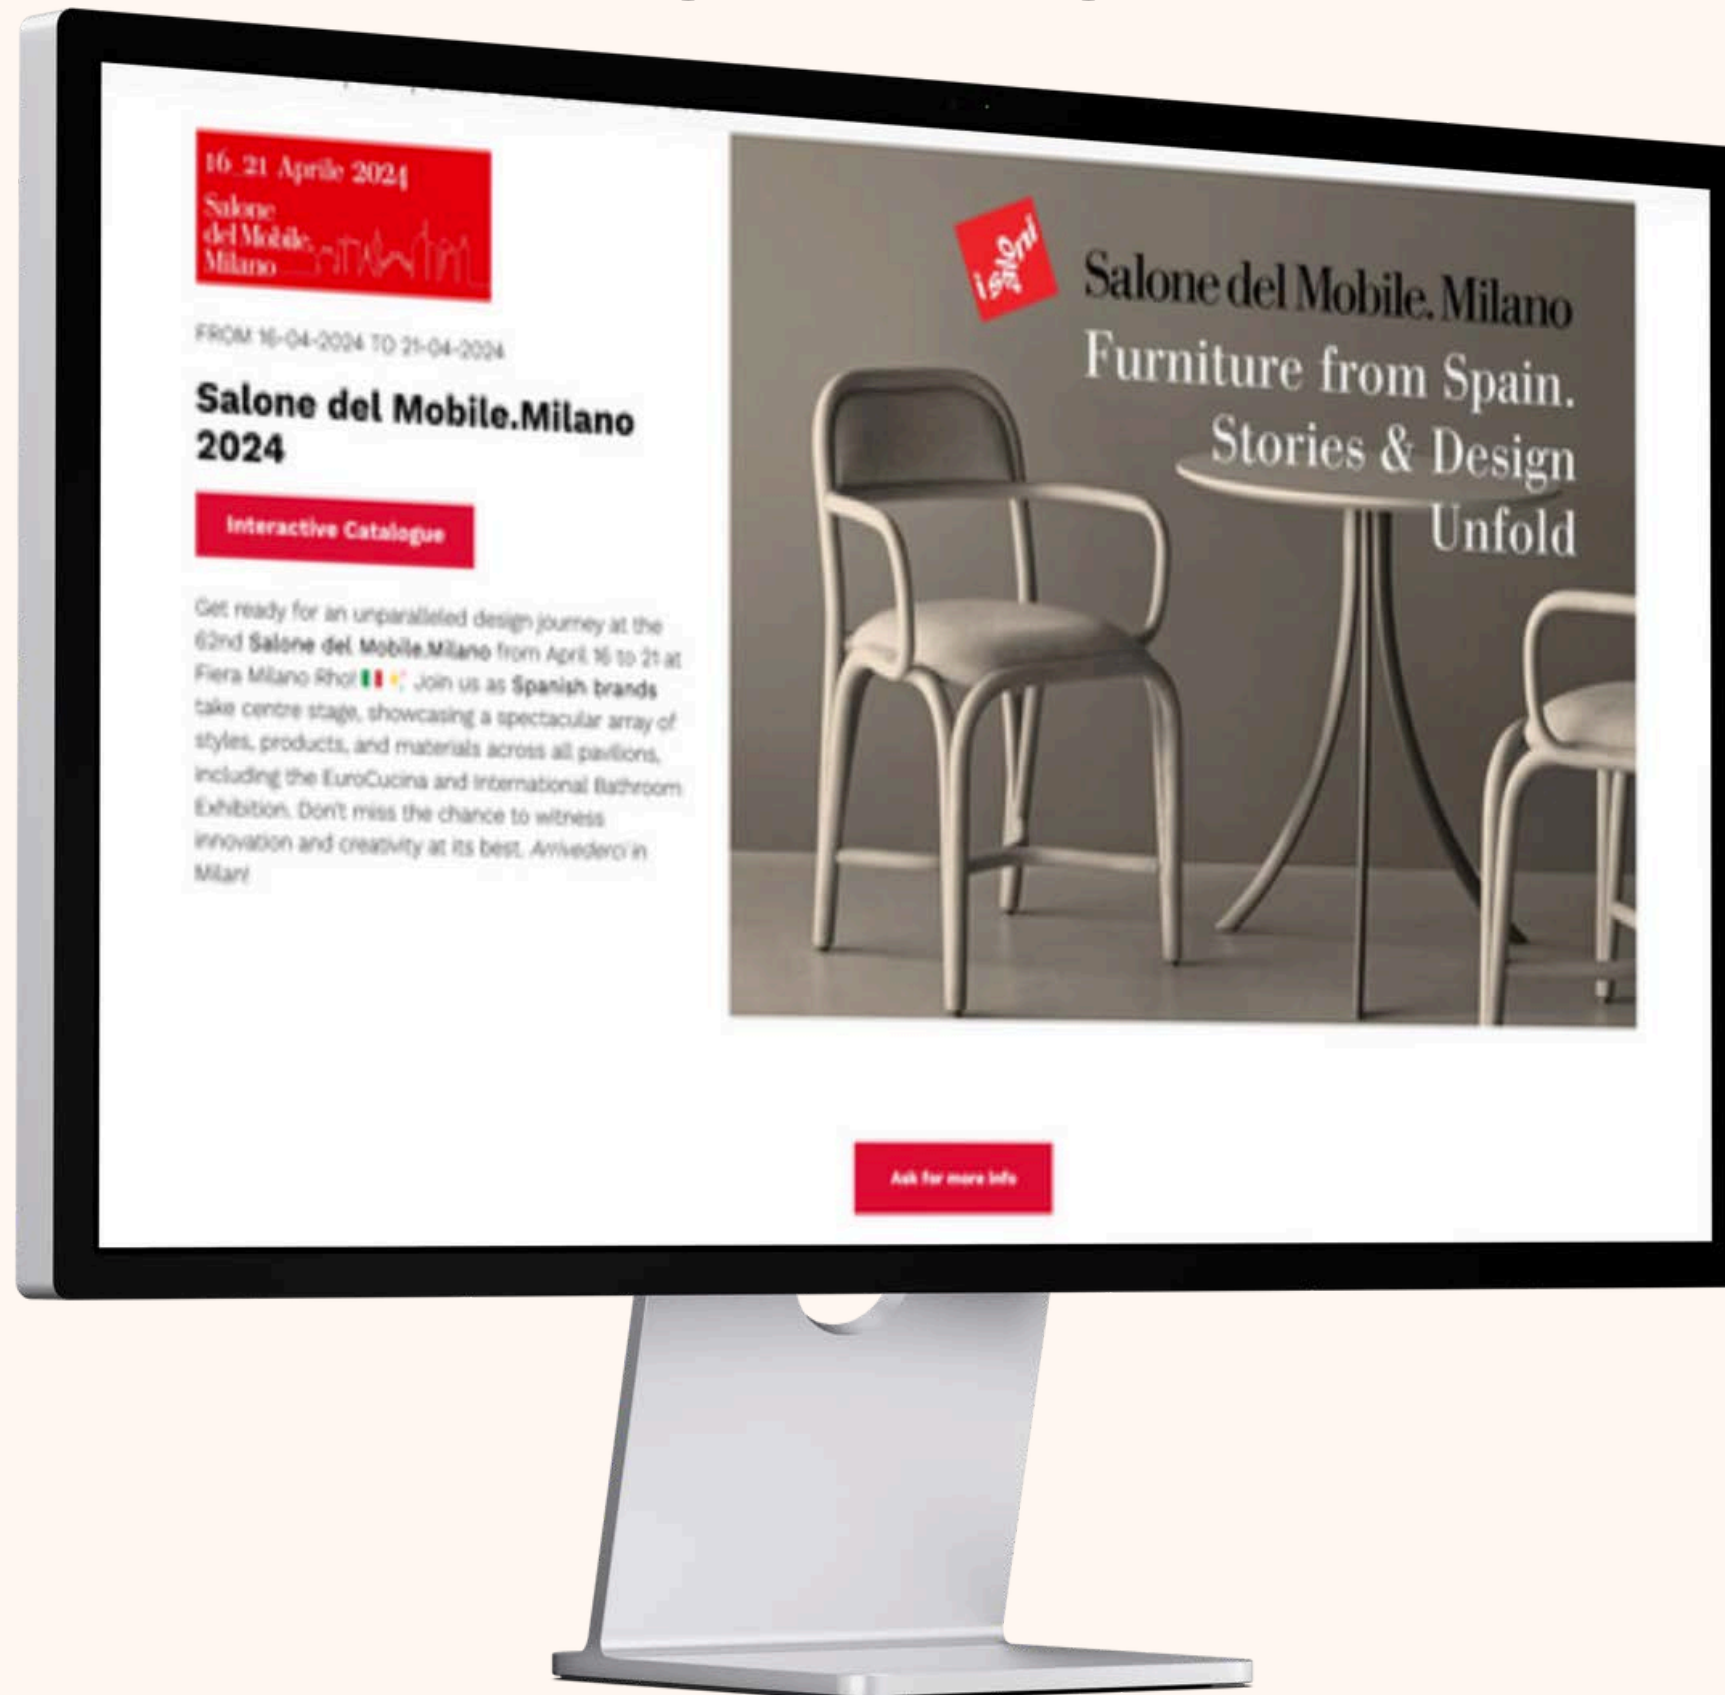 16_21 Aprile 2024
Salone
del Mobile.
Milano
FROM 16-04-2024 TO 21-04-2024
Salone del Mobile.Milano
2024
Interactive Catalogue
Get ready for an unparalleled design journey at the
62nd Salone del Mobile.Milano from April 16 to 21 at
Fiera Milano Rho! 🇮🇹✨ Join us as Spanish brands
take centre stage, showcasing a spectacular array of
styles, products, and materials across all pavilions,
including the EuroCucina and International Bathroom
Exhibition. Don't miss the chance to witness
innovation and creativity at its best. Arrivederci in
Milan!
i saloni
Salone del Mobile. Milano
Furniture from Spain.
Stories & Design
Unfold
Ask for more info